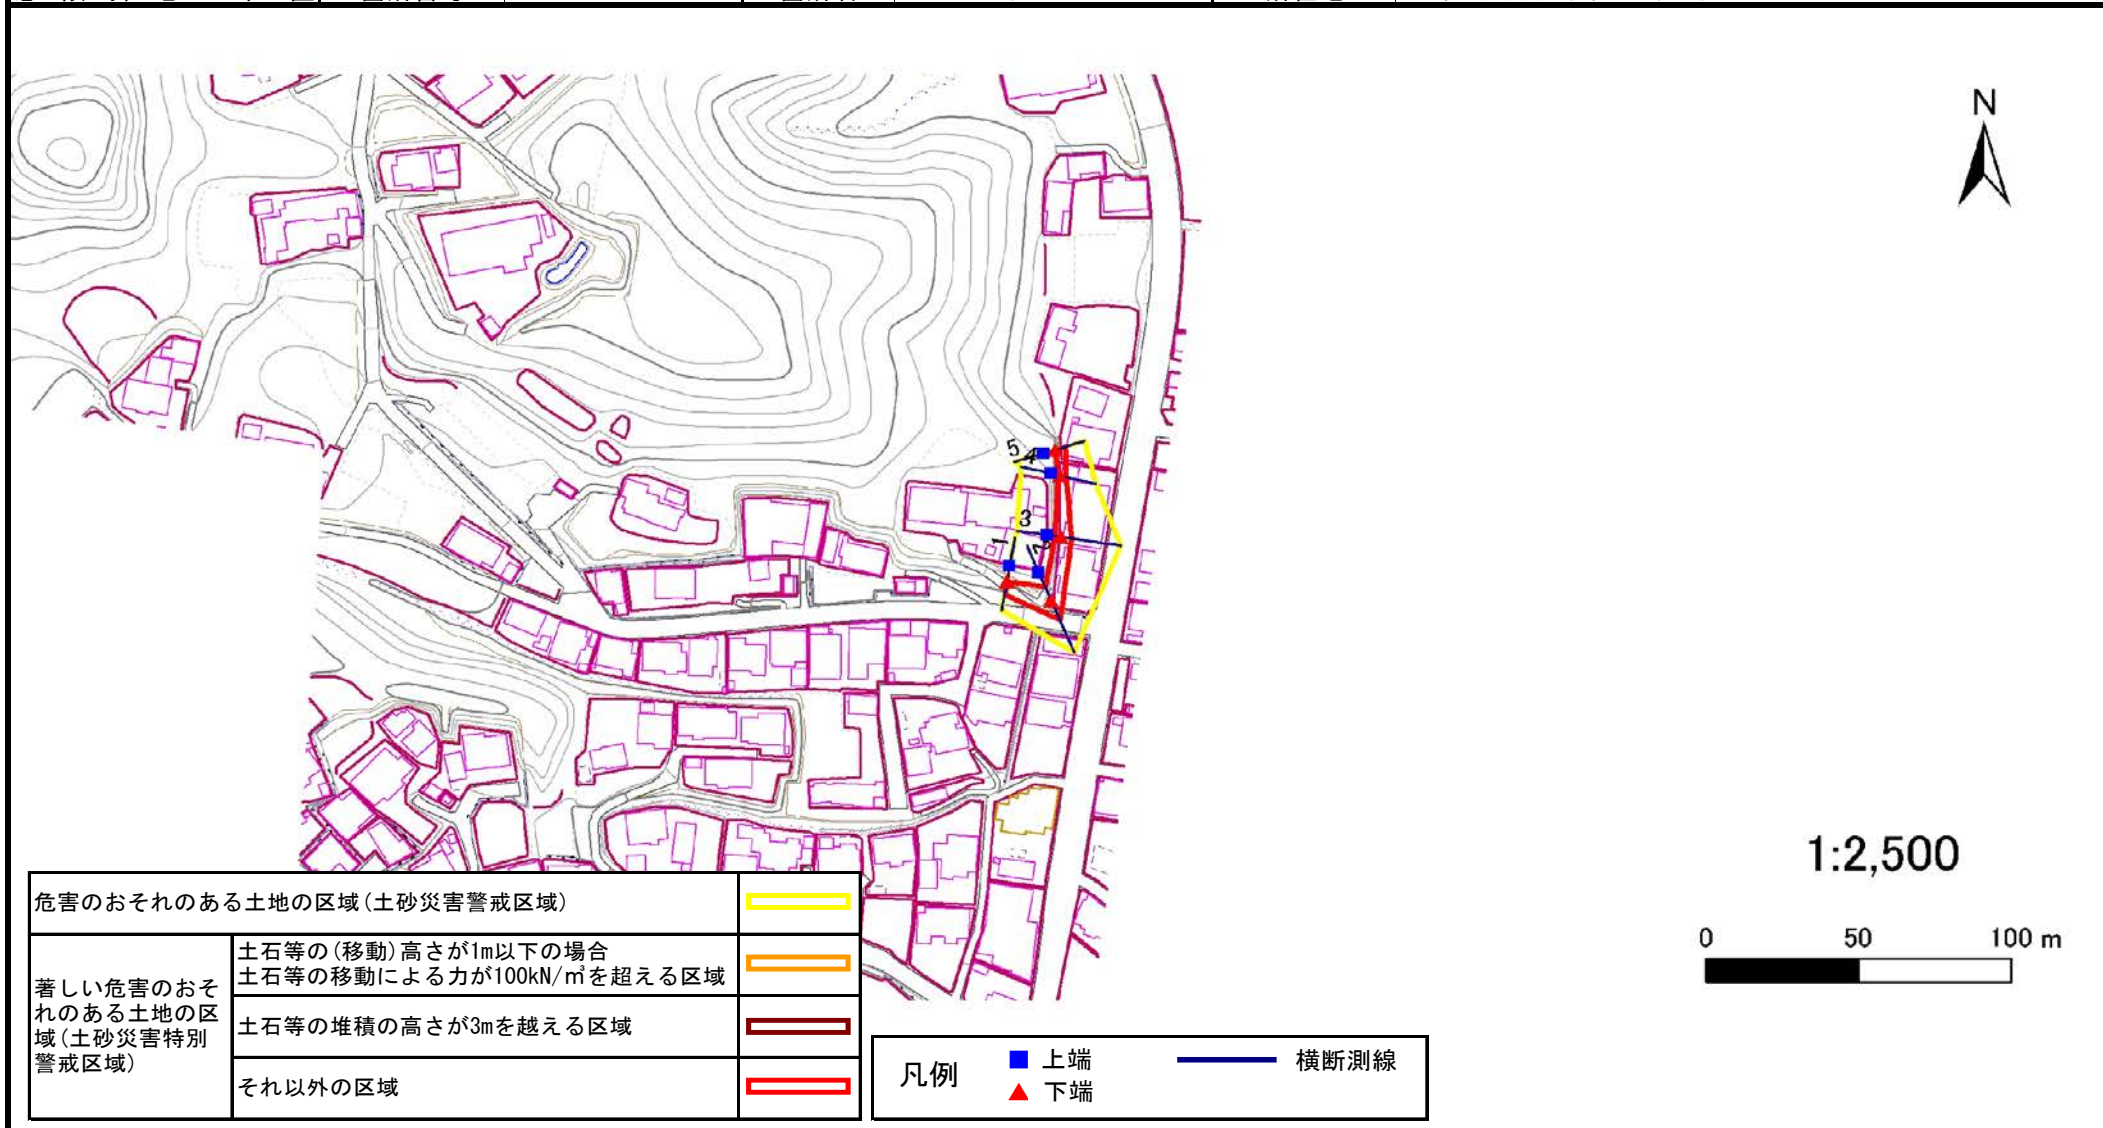 N
5
4
3
1
2
1:2,500
0 50 100 m
危害のおそれのある土地の区域(土砂災害警戒区域)
著しい危害のおそ
れのある土地の区
域(土砂災害特別
警戒区域)
土石等の(移動)高さが1m以下の場合
土石等の移動による力が100kN/㎡を超える区域
土石等の堆積の高さが3mを越える区域
それ以外の区域
凡例
上端
下端
横断測線